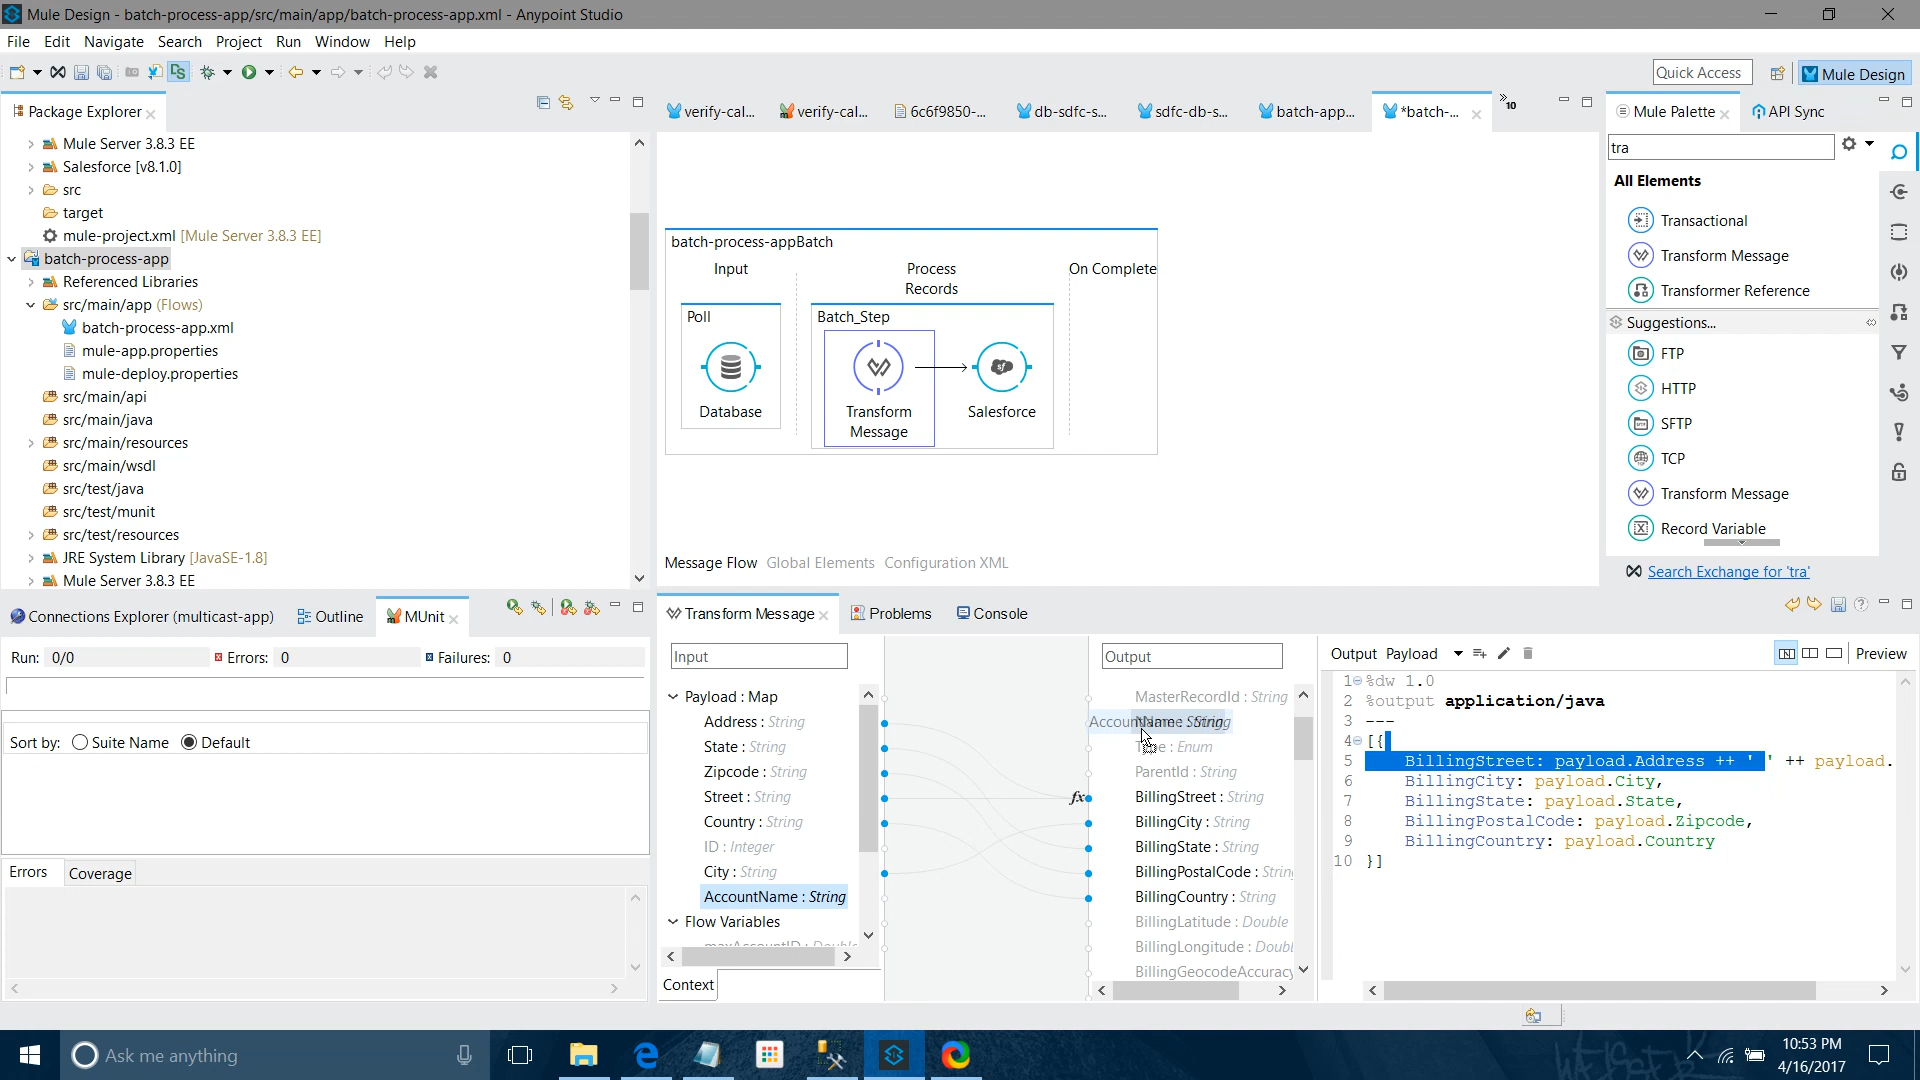 Mule Design - batch-process-app/src/main/app/batch-process-app.xml - Anypoint Studio
File Edit Navigate Search Project Run Window Help
Quick Access
Mule Design
Package Explorer
Mule Server 3.8.3 EE
Salesforce [v8.1.0]
src
target
mule-project.xml [Mule Server 3.8.3 EE]
batch-process-app
Referenced Libraries
src/main/app (Flows)
batch-process-app.xml
mule-app.properties
mule-deploy.properties
src/main/api
src/main/java
src/main/resources
src/main/wsdl
src/test/java
src/test/munit
src/test/resources
JRE System Library [JavaSE-1.8]
Mule Server 3.8.3 EE
verify-cal... verify-cal... 6c6f9850-... db-sdfc-s... sdfc-db-s... batch-app... *batch-... »10
batch-process-appBatch
Input
Process Records
On Complete
Poll
Database
Batch_Step
Transform Message
Salesforce
Message Flow Global Elements Configuration XML
Mule Palette API Sync
tra
All Elements
Transactional
Transform Message
Transformer Reference
Suggestions...
FTP
HTTP
SFTP
TCP
Transform Message
Record Variable
Search Exchange for 'tra'
Connections Explorer (multicast-app) Outline MUnit
Run: 0/0 Errors: 0 Failures: 0
Sort by: Suite Name Default
Errors Coverage
Transform Message Problems Console
Input
Payload : Map
Address : String
State : String
Zipcode : String
Street : String
Country : String
ID : Integer
City : String
AccountName : String
Flow Variables
Context
fx
Output
MasterRecordId : String
Name : String
AccountName : String
Type : Enum
ParentId : String
BillingStreet : String
BillingCity : String
BillingState : String
BillingPostalCode : Strin
BillingCountry : String
BillingLatitude : Double
BillingLongitude : Doubl
BillingGeocodeAccuracy
Output Payload Preview
1 %dw 1.0
2 %output application/java
3 ---
4 [{
5 BillingStreet: payload.Address ++ ' ' ++ payload.
6 BillingCity: payload.City,
7 BillingState: payload.State,
8 BillingPostalCode: payload.Zipcode,
9 BillingCountry: payload.Country
10 }]
Ask me anything
10:53 PM
4/16/2017